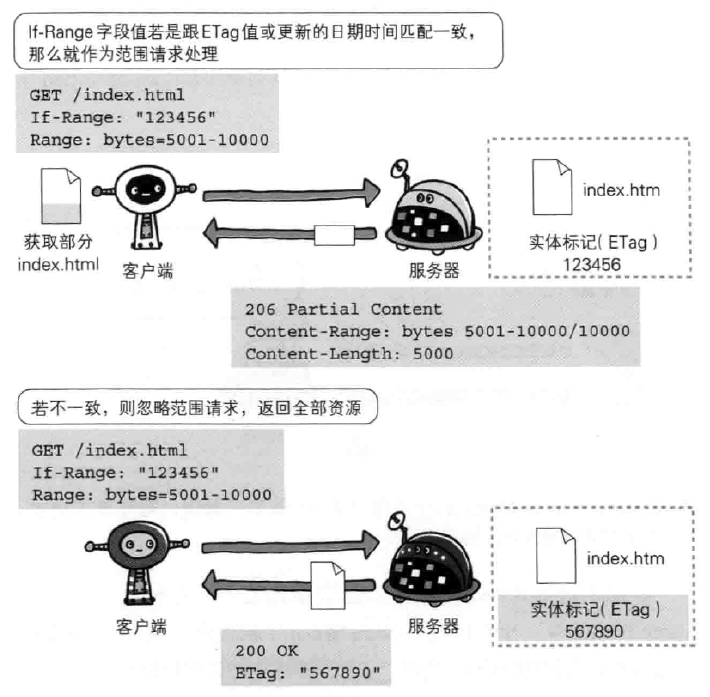 If-Range 字段值若是跟ETag值或更新的日期时间匹配一致，
那么就作为范围请求处理
GET /index.html
If-Range: "123456"
Range: bytes=5001-10000
index.htm
获取部分
index.html
客户端
服务器
实体标记( ETag )
123456
206 Partial Content
Content-Range: bytes 5001-10000/10000
Content-Length: 5000
若不一致，则忽略范围请求，返回全部资源
GET /index.html
If-Range: "123456"
Range: bytes=5001-10000
index.htm
实体标记( ETag )
567890
客户端
服务器
200 OK
ETag: "567890"